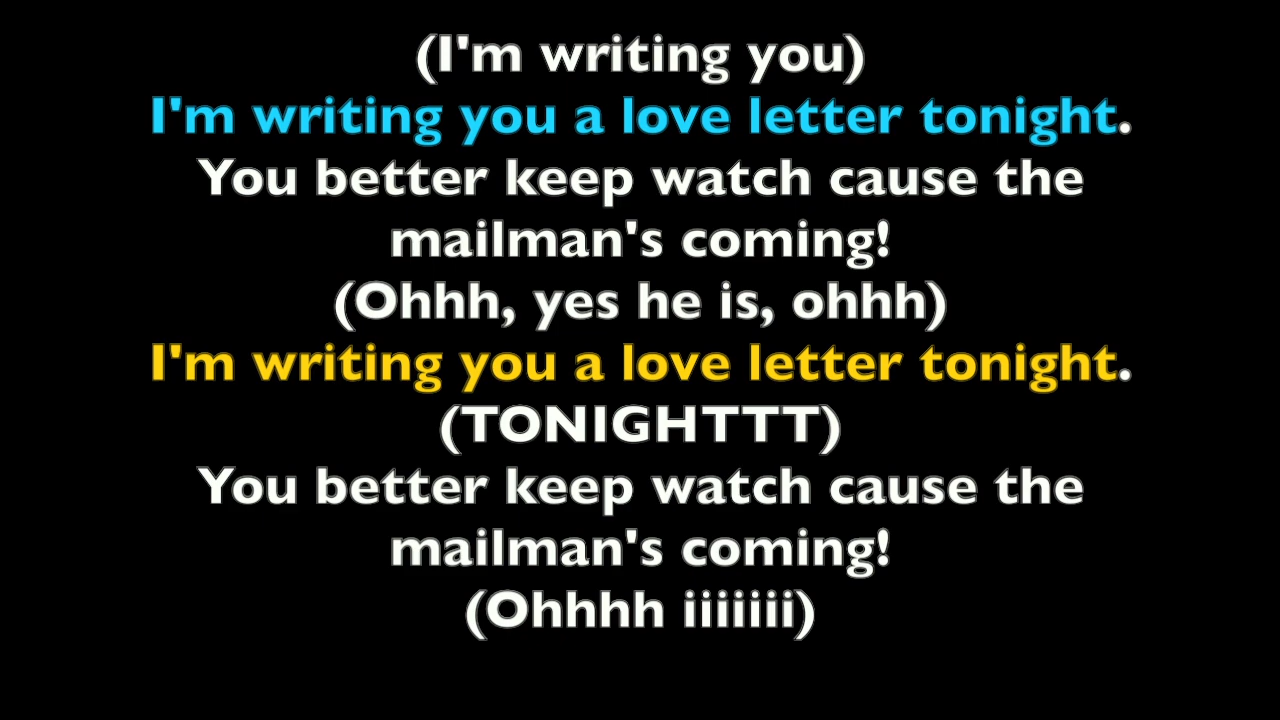 (I'm writing you)
I'm writing you a love letter tonight.
You better keep watch cause the
mailman's coming!
(Ohhh, yes he is, ohhh)
I'm writing you a love letter tonight.
(TONIGHTTT)
You better keep watch cause the
mailman's coming!
(Ohhhh iiiiiii)